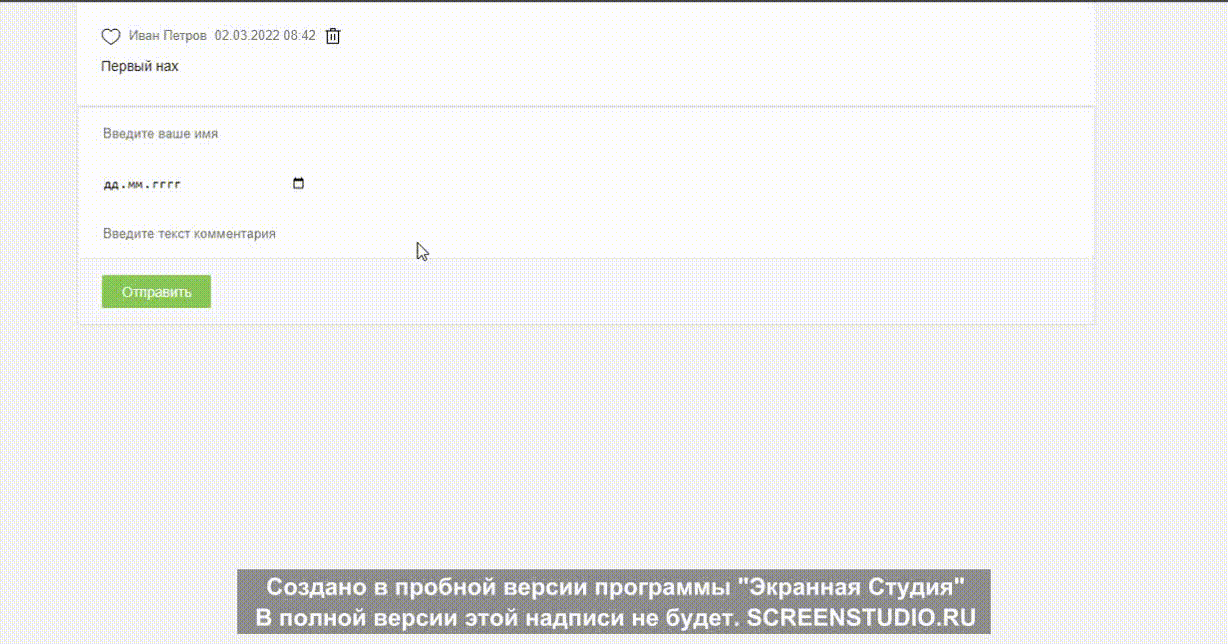 Иван Петров 02.03.2022 08:42
Первый нах
Введите ваше имя
дд.мм.гггг
Введите текст комментария
Отправить
Создано в пробной версии программы "Экранная Студия"
В полной версии этой надписи не будет. SCREENSTUDIO.RU